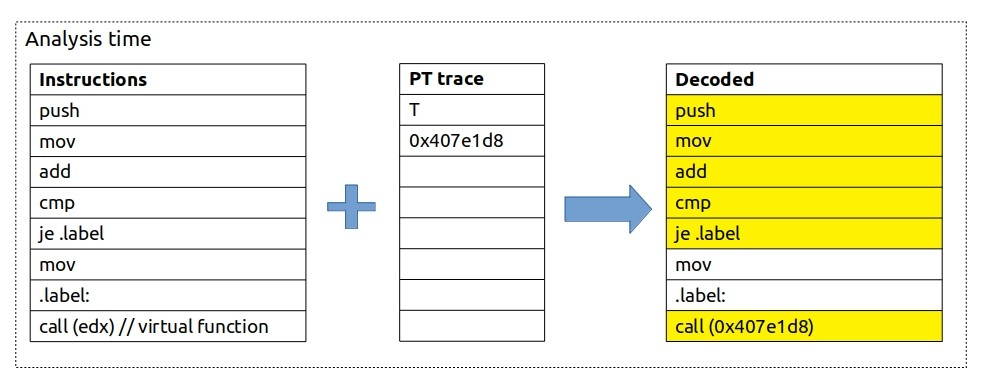 Analysis time
Instructions
push
mov
add
cmp
je .label
mov
.label:
call (edx) // virtual function
PT trace
T
0x407e1d8
Decoded
push
mov
add
cmp
je .label
mov
.label:
call (0x407e1d8)